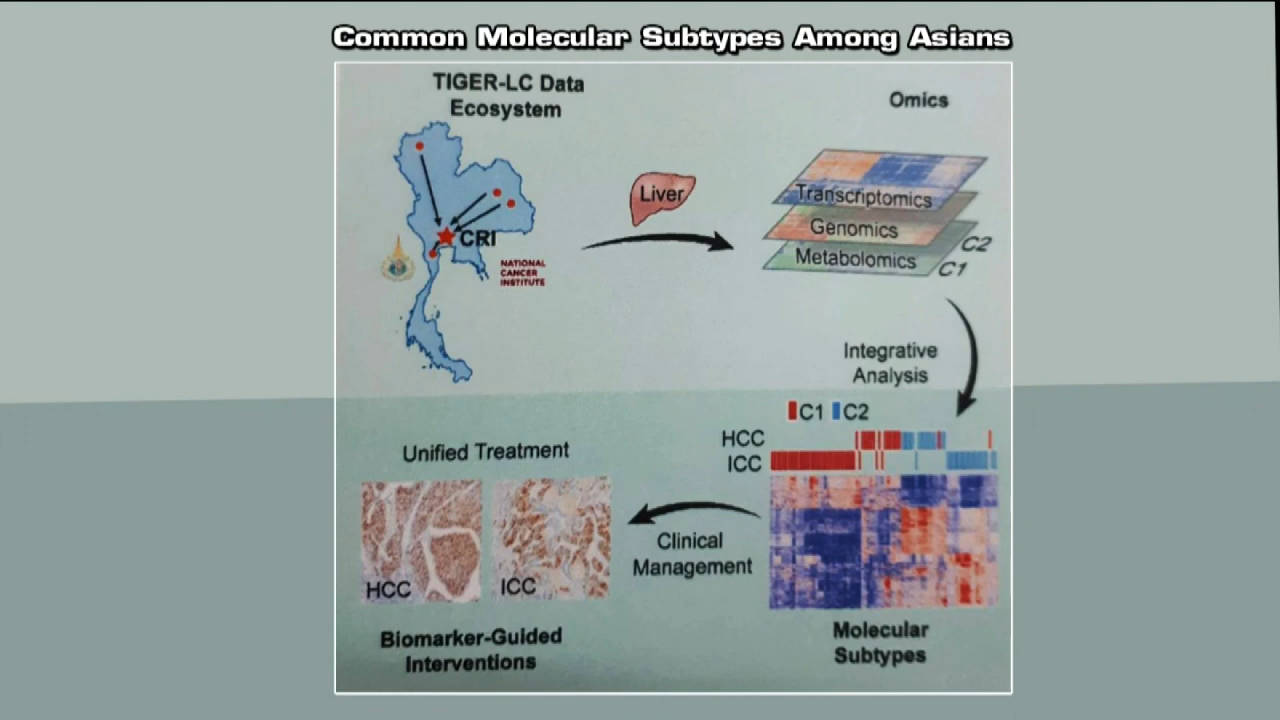 Common Molecular Subtypes Among Asians
TIGER-LC Data
Ecosystem
CRI
NATIONAL
CANCER
INSTITUTE
Liver
Omics
Transcriptomics
Genomics
Metabolomics
C2
C1
Integrative
Analysis
C1 C2
HCC
ICC
Molecular
Subtypes
Clinical
Management
Unified Treatment
HCC
ICC
Biomarker-Guided
Interventions